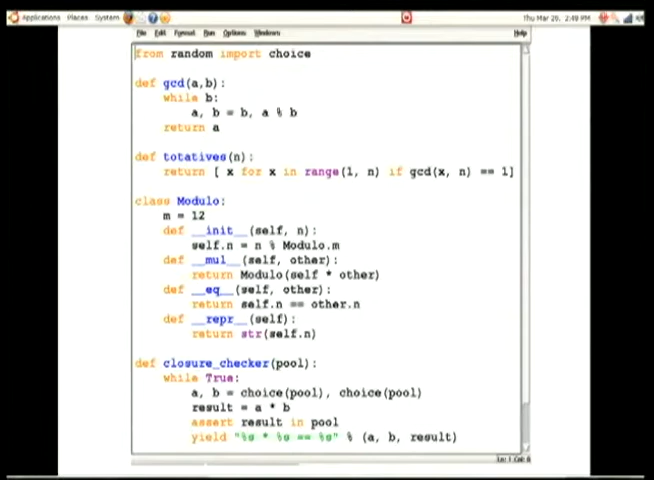 Applications Places System
Thu Mar 20, 2:49 PM
File Edit Format Run Options Windows Help
from random import choice
def gcd(a,b):
while b:
a, b = b, a % b
return a
def totatives(n):
return [ x for x in range(1, n) if gcd(x, n) == 1]
class Modulo:
m = 12
def __init__(self, n):
self.n = n % Modulo.m
def __mul__(self, other):
return Modulo(self * other)
def __eq__(self, other):
return self.n == other.n
def __repr__(self):
return str(self.n)
def closure_checker(pool):
while True:
a, b = choice(pool), choice(pool)
result = a * b
assert result in pool
yield "%s * %s == %s" % (a, b, result)